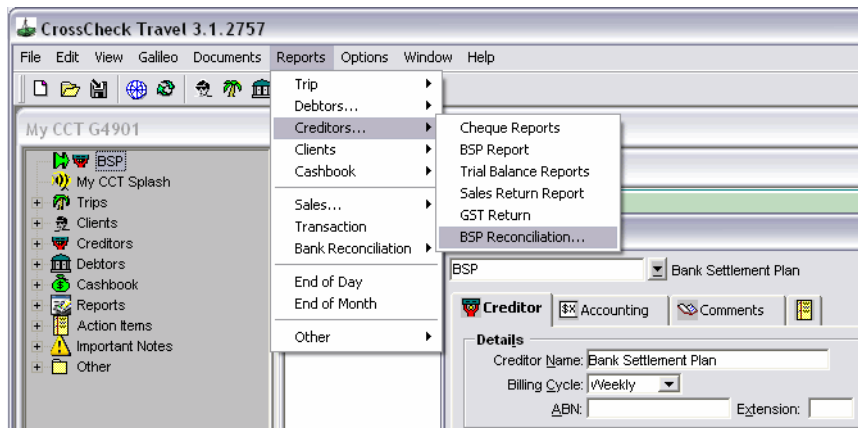 CrossCheck Travel 3.1.2757
File Edit View Galileo Documents Reports Options Window Help
My CCT G4901
BSP
My CCT Splash
Trips
Clients
Creditors
Debtors
Cashbook
Reports
Action Items
Important Notes
Other
Trip
Debtors...
Creditors...
Clients
Cashbook
Sales...
Transaction
Bank Reconciliation
End of Day
End of Month
Other
Cheque Reports
BSP Report
Trial Balance Reports
Sales Return Report
GST Return
BSP Reconciliation...
BSP Bank Settlement Plan
Creditor Accounting Comments
Details
Creditor Name: Bank Settlement Plan
Billing Cycle: Weekly
ABN: Extension: